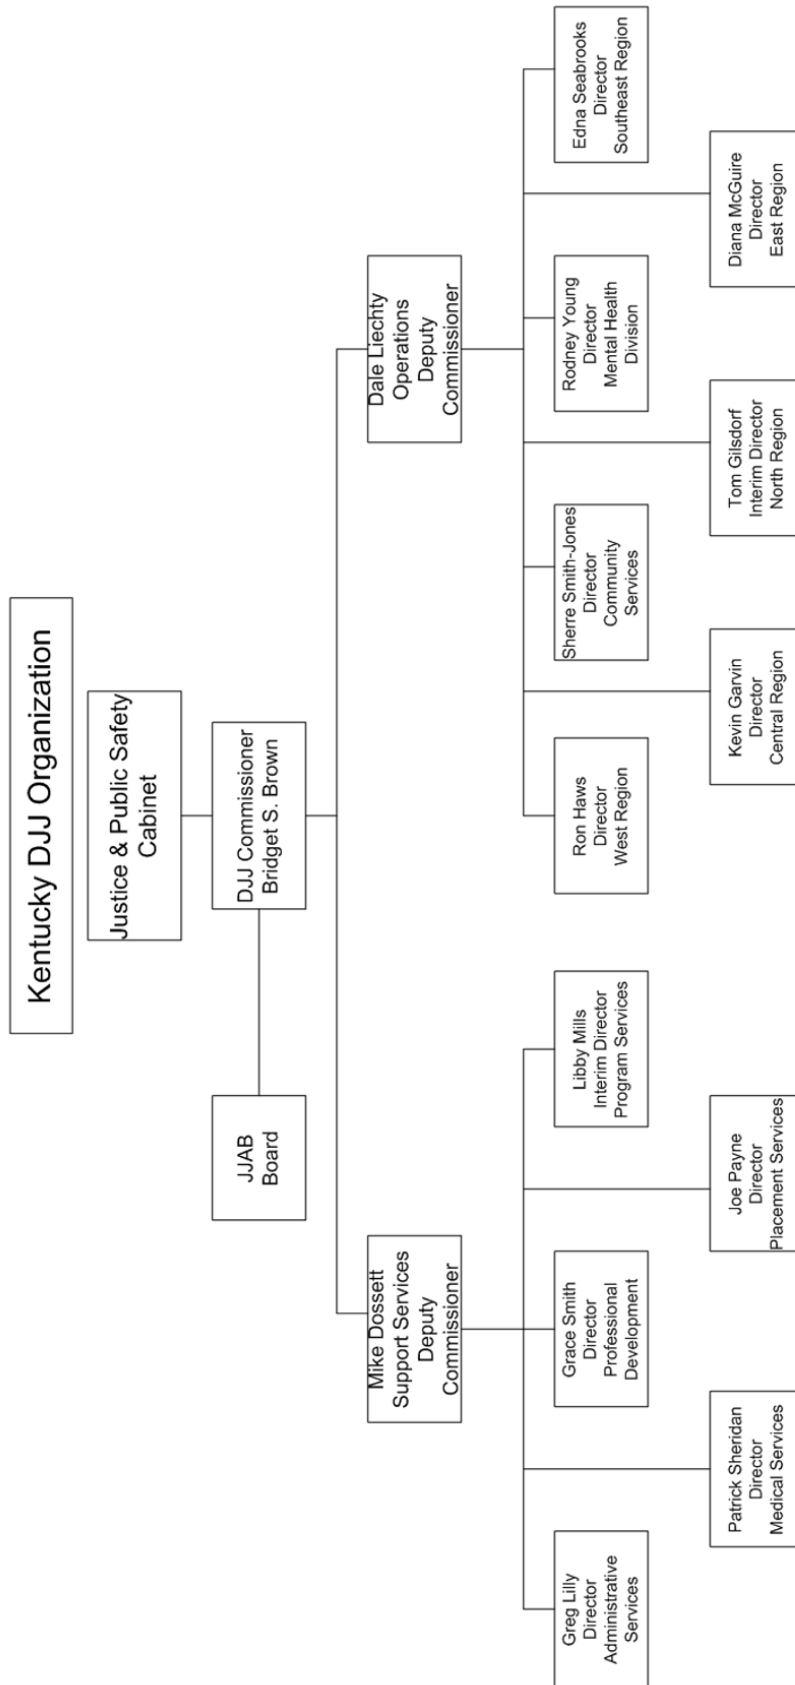 Kentucky DJJ Organization
Justice & Public Safety
Cabinet
JJAB
Board
DJJ Commissioner
Bridget S. Brown
Mike Dossett
Support Services
Deputy
Commissioner
Dale Liechty
Operations
Deputy
Commissioner
Greg Lilly
Director
Administrative
Services
Grace Smith
Director
Professional
Development
Libby Mills
Interim Director
Program Services
Ron Haws
Director
West Region
Sherre Smith-Jones
Director
Community
Services
Rodney Young
Director
Mental Health
Division
Edna Seabrooks
Director
Southeast Region
Patrick Sheridan
Director
Medical Services
Joe Payne
Director
Placement Services
Kevin Garvin
Director
Central Region
Tom Gilsdorf
Interim Director
North Region
Diana McGuire
Director
East Region